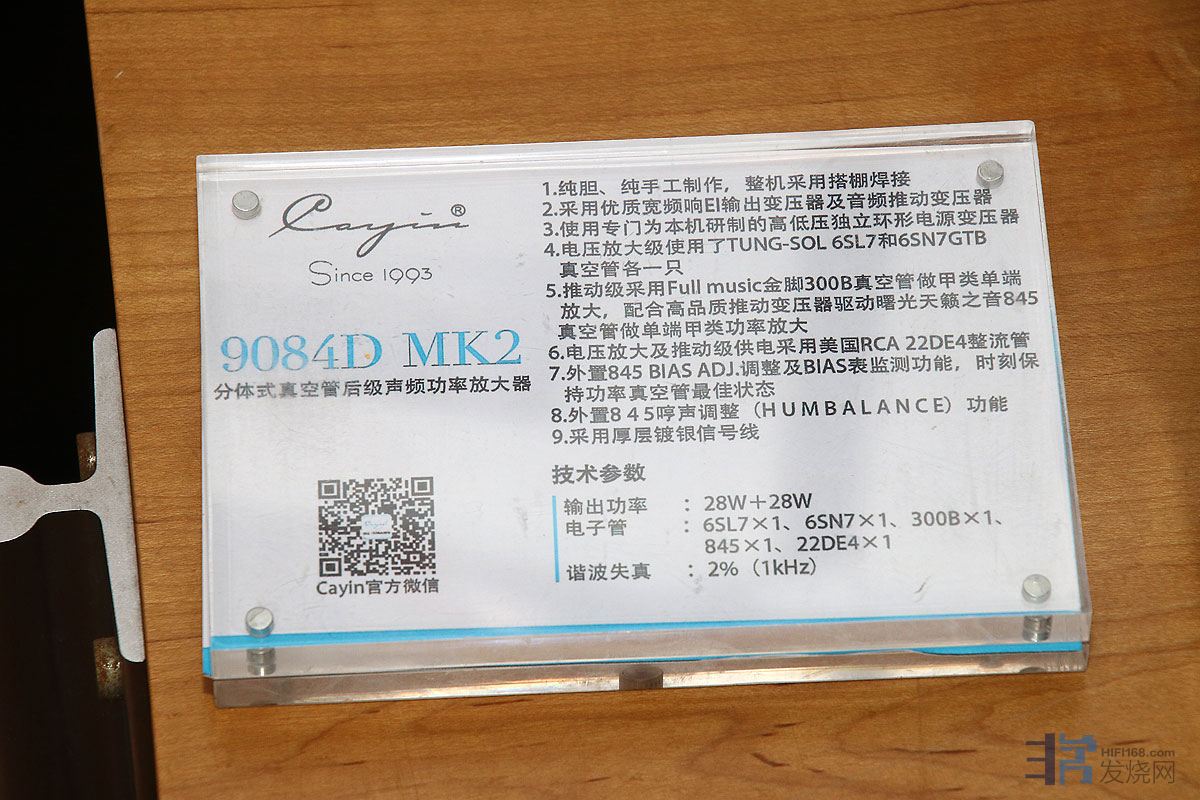 Cayin®
Since 1993
9084D MK2
分体式真空管后级声频功率放大器
Cayin官方微信
1.纯胆、纯手工制作，整机采用搭棚焊接
2.采用优质宽频响EI输出变压器及音频推动变压器
3.使用专门为本机研制的高低压独立环形电源变压器
4.电压放大级使用了TUNG-SOL 6SL7和6SN7GTB
真空管各一只
5.推动级采用Full music金脚300B真空管做甲类单端
放大，配合高品质推动变压器驱动曙光天籁之音845
真空管做单端甲类功率放大
6.电压放大及推动级供电采用美国RCA 22DE4整流管
7.外置845 BIAS ADJ.调整及BIAS表监测功能，时刻保
持功率真空管最佳状态
8.外置845哼声调整（HUMBALANCE）功能
9.采用厚层镀银信号线
技术参数
输出功率 ：28W＋28W
电子管 ：6SL7×1、6SN7×1、300B×1、
845×1、22DE4×1
谐波失真 ：2%（1kHz）
HIFI168.com
发烧网